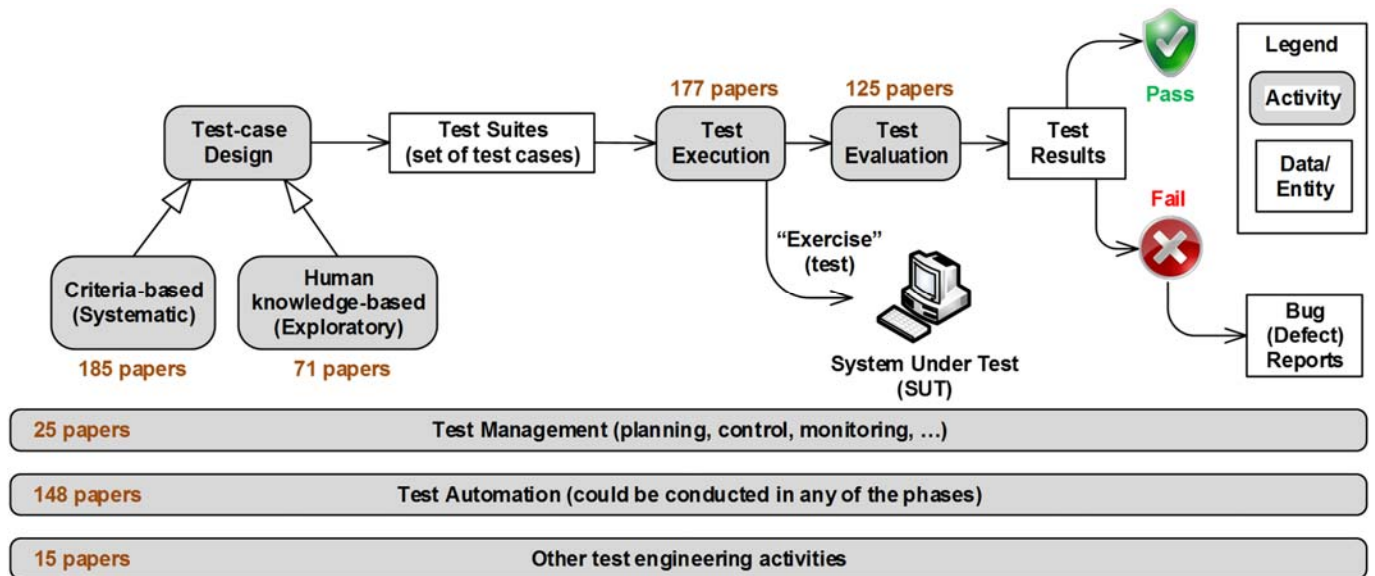 Test-case
Design
Test Suites
(set of test cases)
177 papers
Test
Execution
125 papers
Test
Evaluation
Test
Results
Pass
Fail
Legend
Activity
Data/
Entity
“Exercise”
(test)
System Under Test
(SUT)
Bug
(Defect)
Reports
Criteria-based
(Systematic)
185 papers
Human
knowledge-based
(Exploratory)
71 papers
25 papers Test Management (planning, control, monitoring, …)
148 papers Test Automation (could be conducted in any of the phases)
15 papers Other test engineering activities